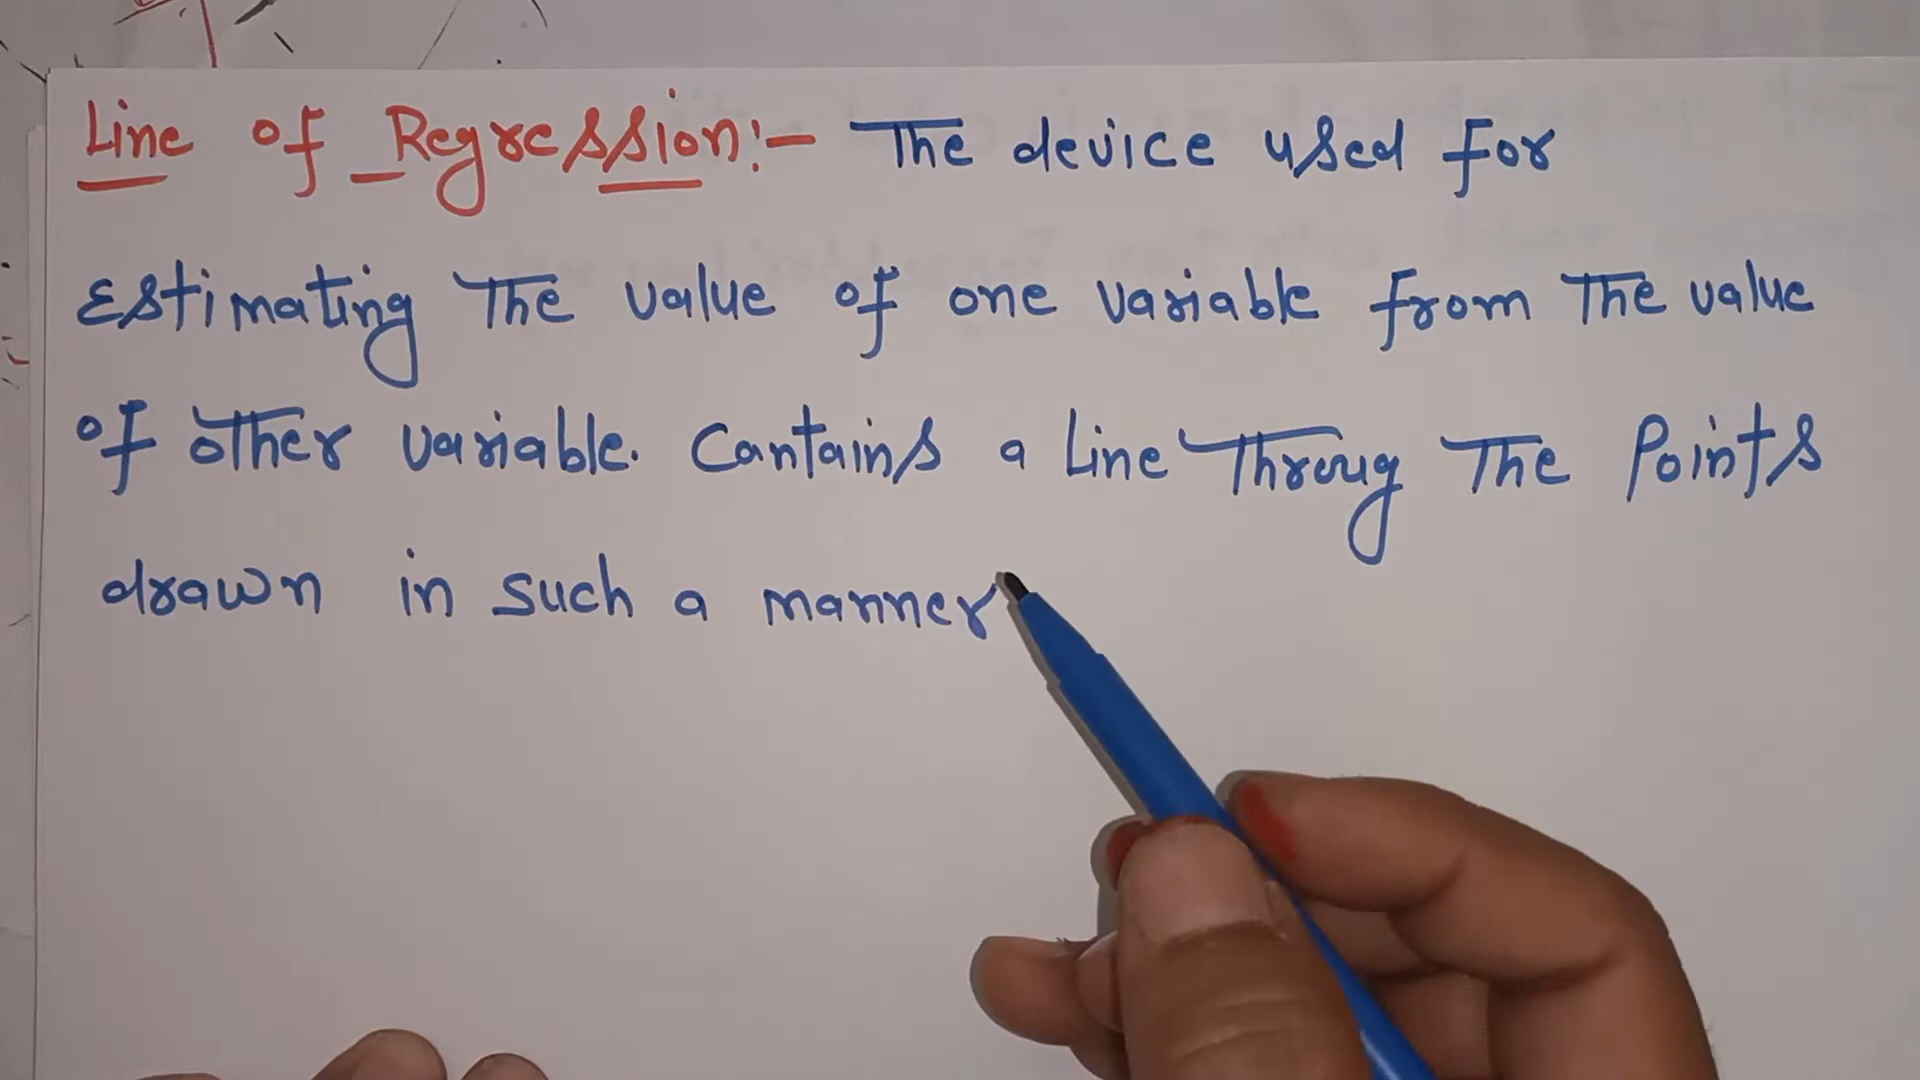 Line of Regression:- The device used for
Estimating The value of one variable from The value
of other variable. Cantains a Line Throug The Points
drawn in such a manner